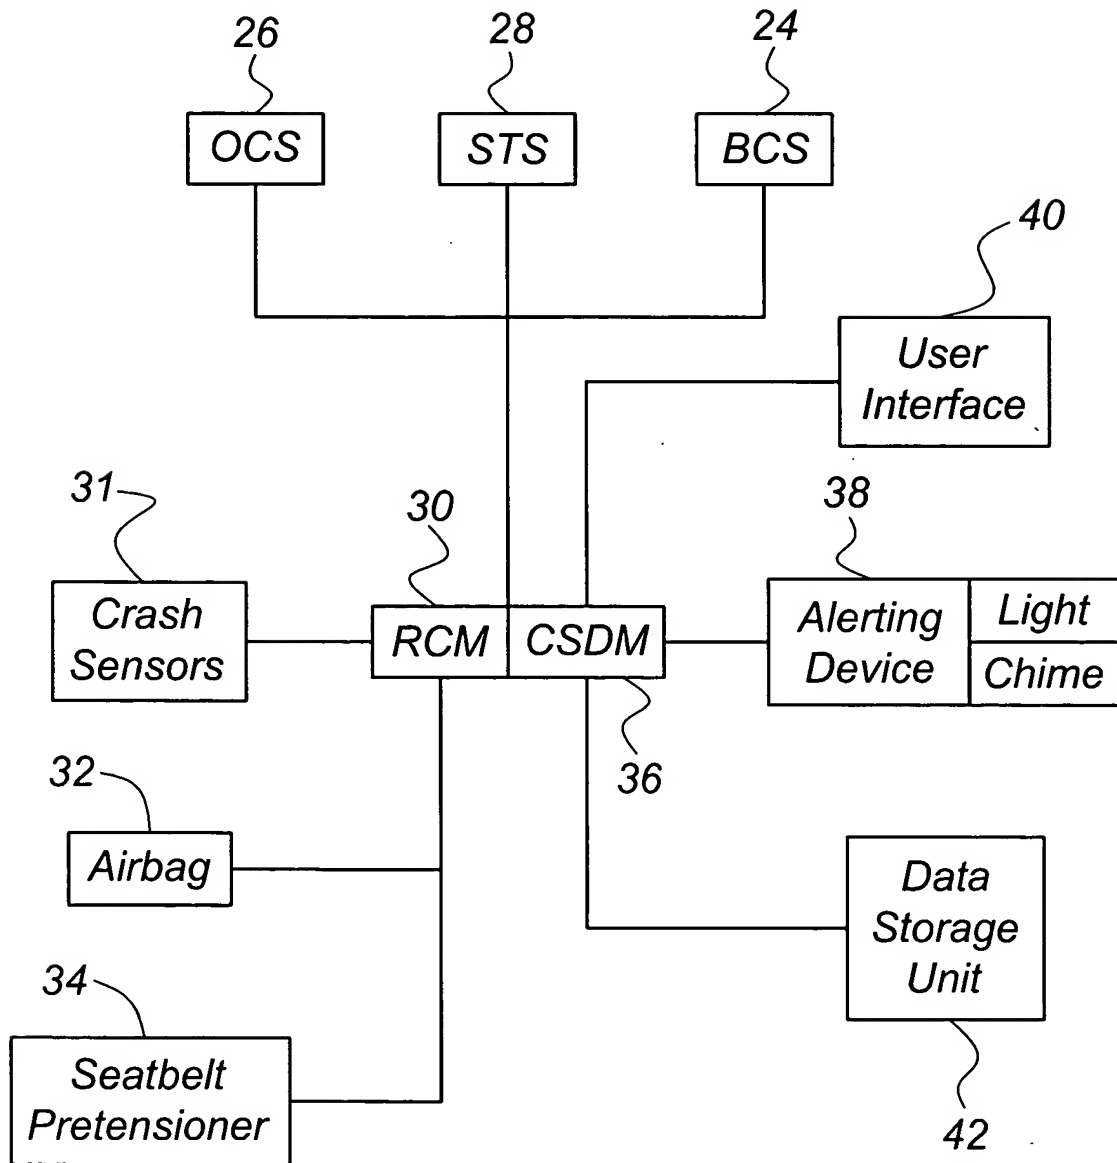 26
28
24
OCS
STS
BCS
40
User
Interface
31
30
38
Crash
Sensors
RCM
CSDM
Alerting
Device
Light
Chime
32
36
Airbag
Data
Storage
Unit
34
Seatbelt
Pretensioner
42